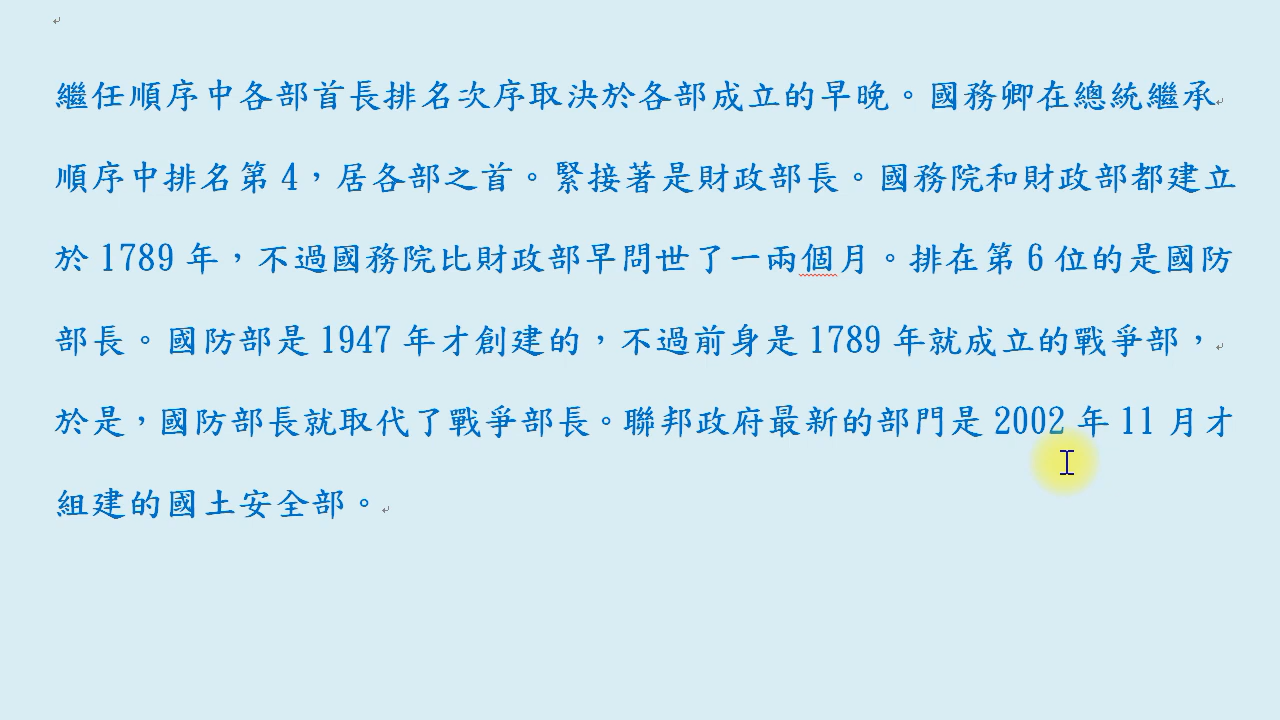 繼任順序中各部首長排名次序取決於各部成立的早晚。國務卿在總統繼承
順序中排名第 4，居各部之首。緊接著是財政部長。國務院和財政部都建立
於 1789 年，不過國務院比財政部早問世了一兩個月。排在第 6 位的是國防
部長。國防部是 1947 年才創建的，不過前身是 1789 年就成立的戰爭部，
於是，國防部長就取代了戰爭部長。聯邦政府最新的部門是 2002 年 11 月才
組建的國土安全部。